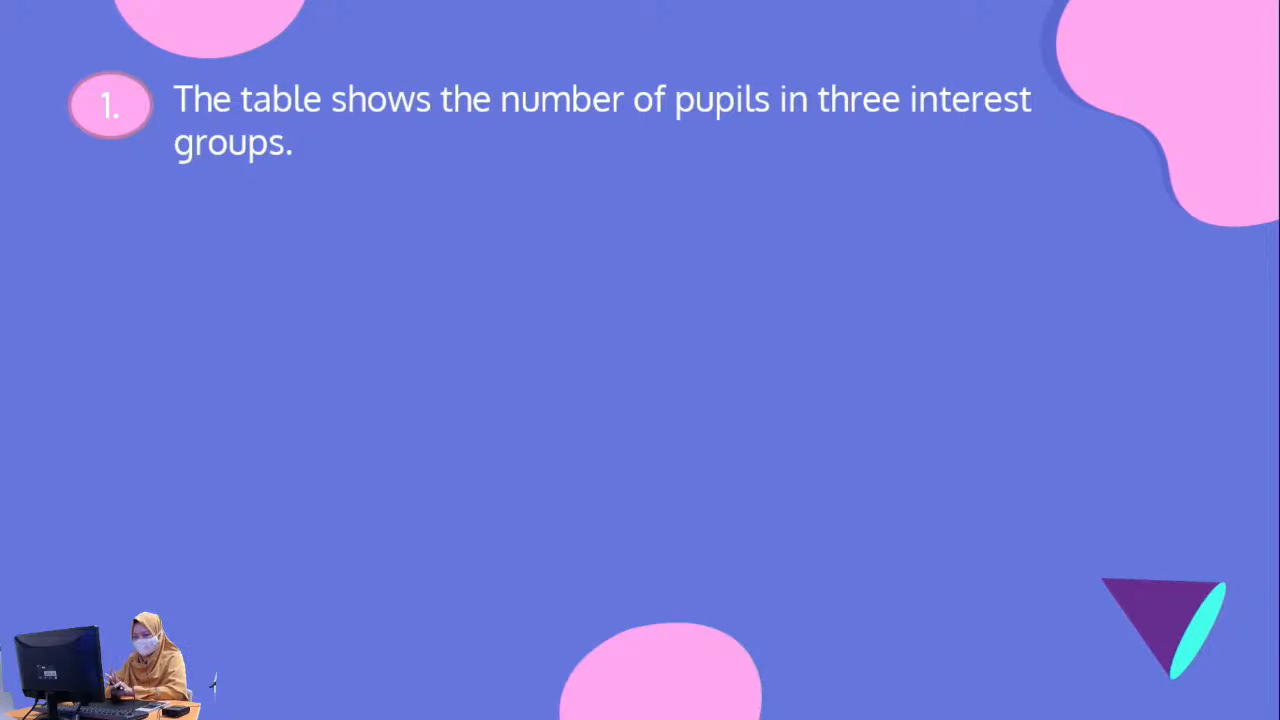 1. The table shows the number of pupils in three interest
groups.